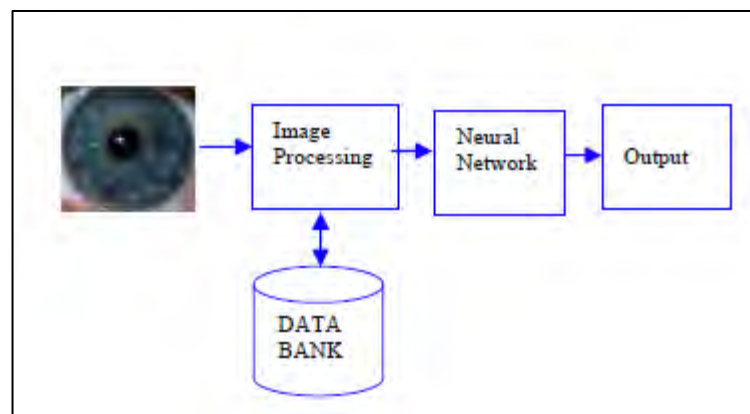 Image
Processing
Neural
Network
Output
DATA
BANK